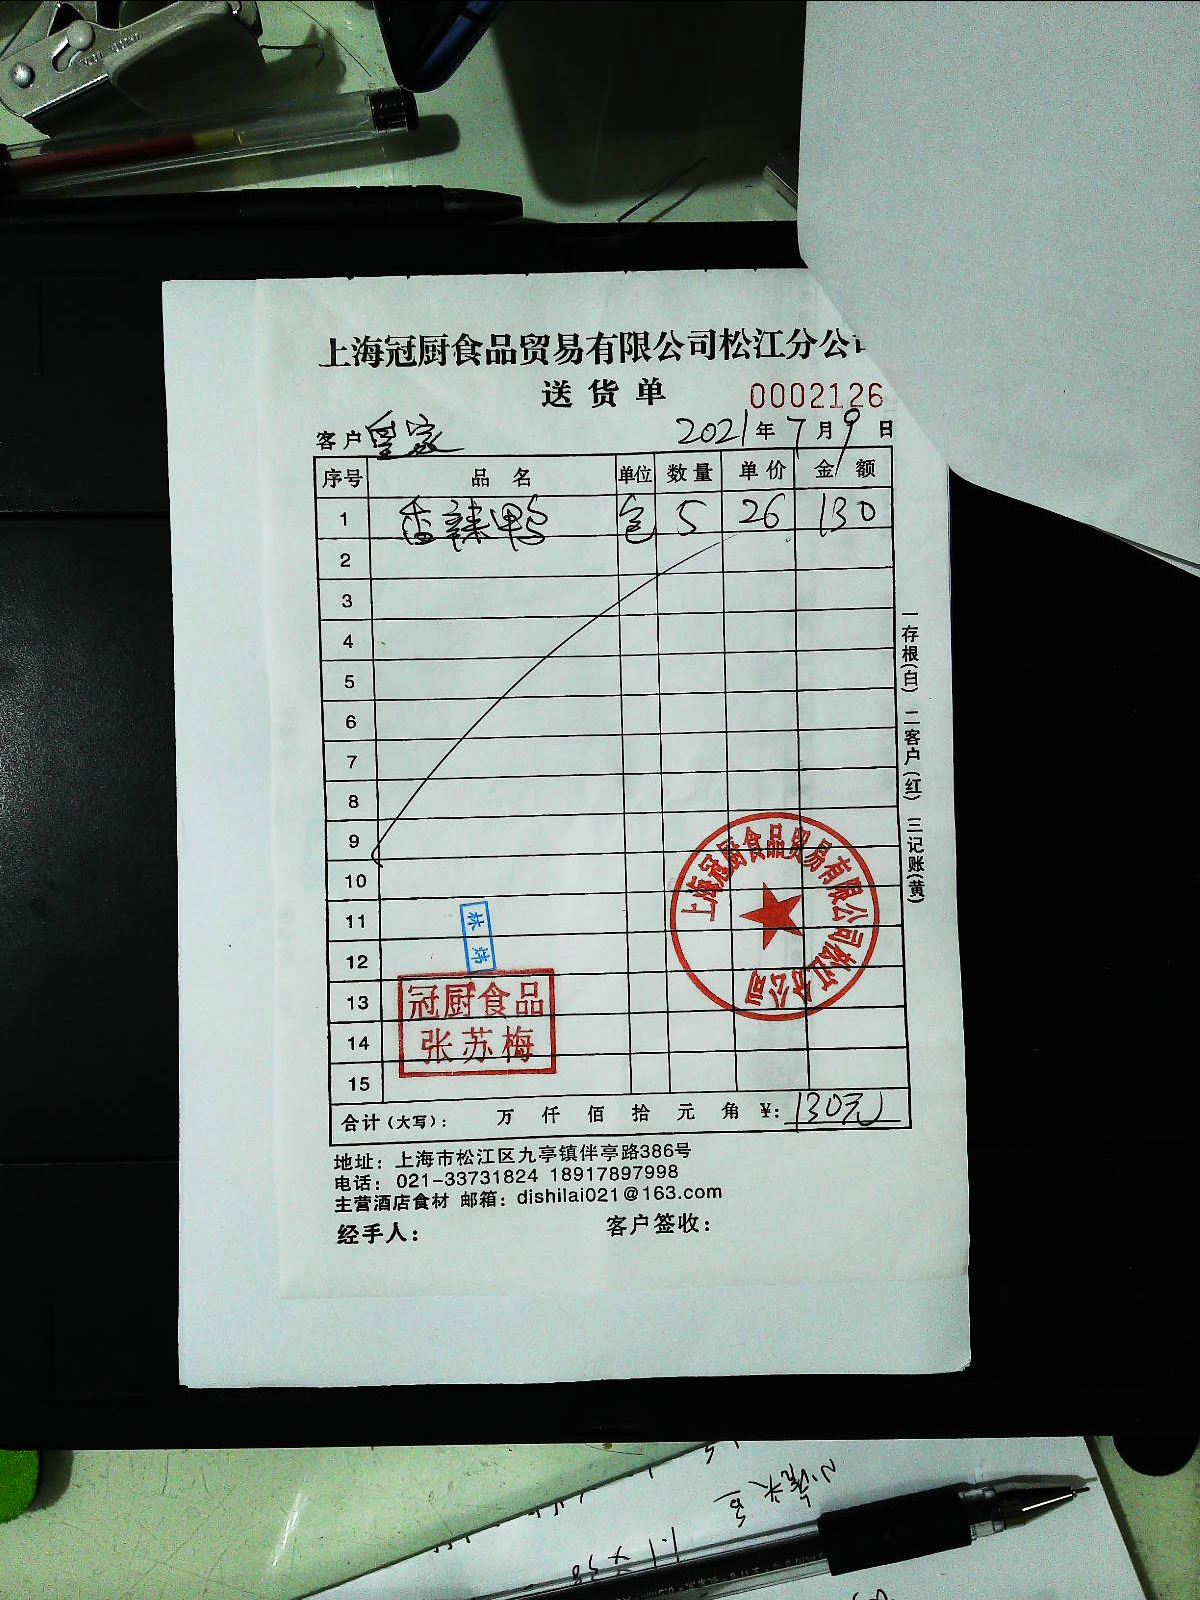 上海冠厨食品贸易有限公司松江分公司
送货单
0002126
客户 皇家 2021年7月9日
序号 品名 单位 数量 单价 金额
1 香辣鸭 包 5 26 130
2
3
4
5
6
7
8
9
10
11
12
13
14
15
一存根(白) 二客户(红) 三记账(黄)
上海冠厨食品贸易有限公司松江分公司
林
冠厨食品
张苏梅
合计(大写): 万 仟 佰 拾 元 角 ¥: 130元
地址: 上海市松江区九亭镇伴亭路386号
电话: 021-33731824 18917897998
主营酒店食材 邮箱: dishilai021@163.com
经手人: 客户签收: